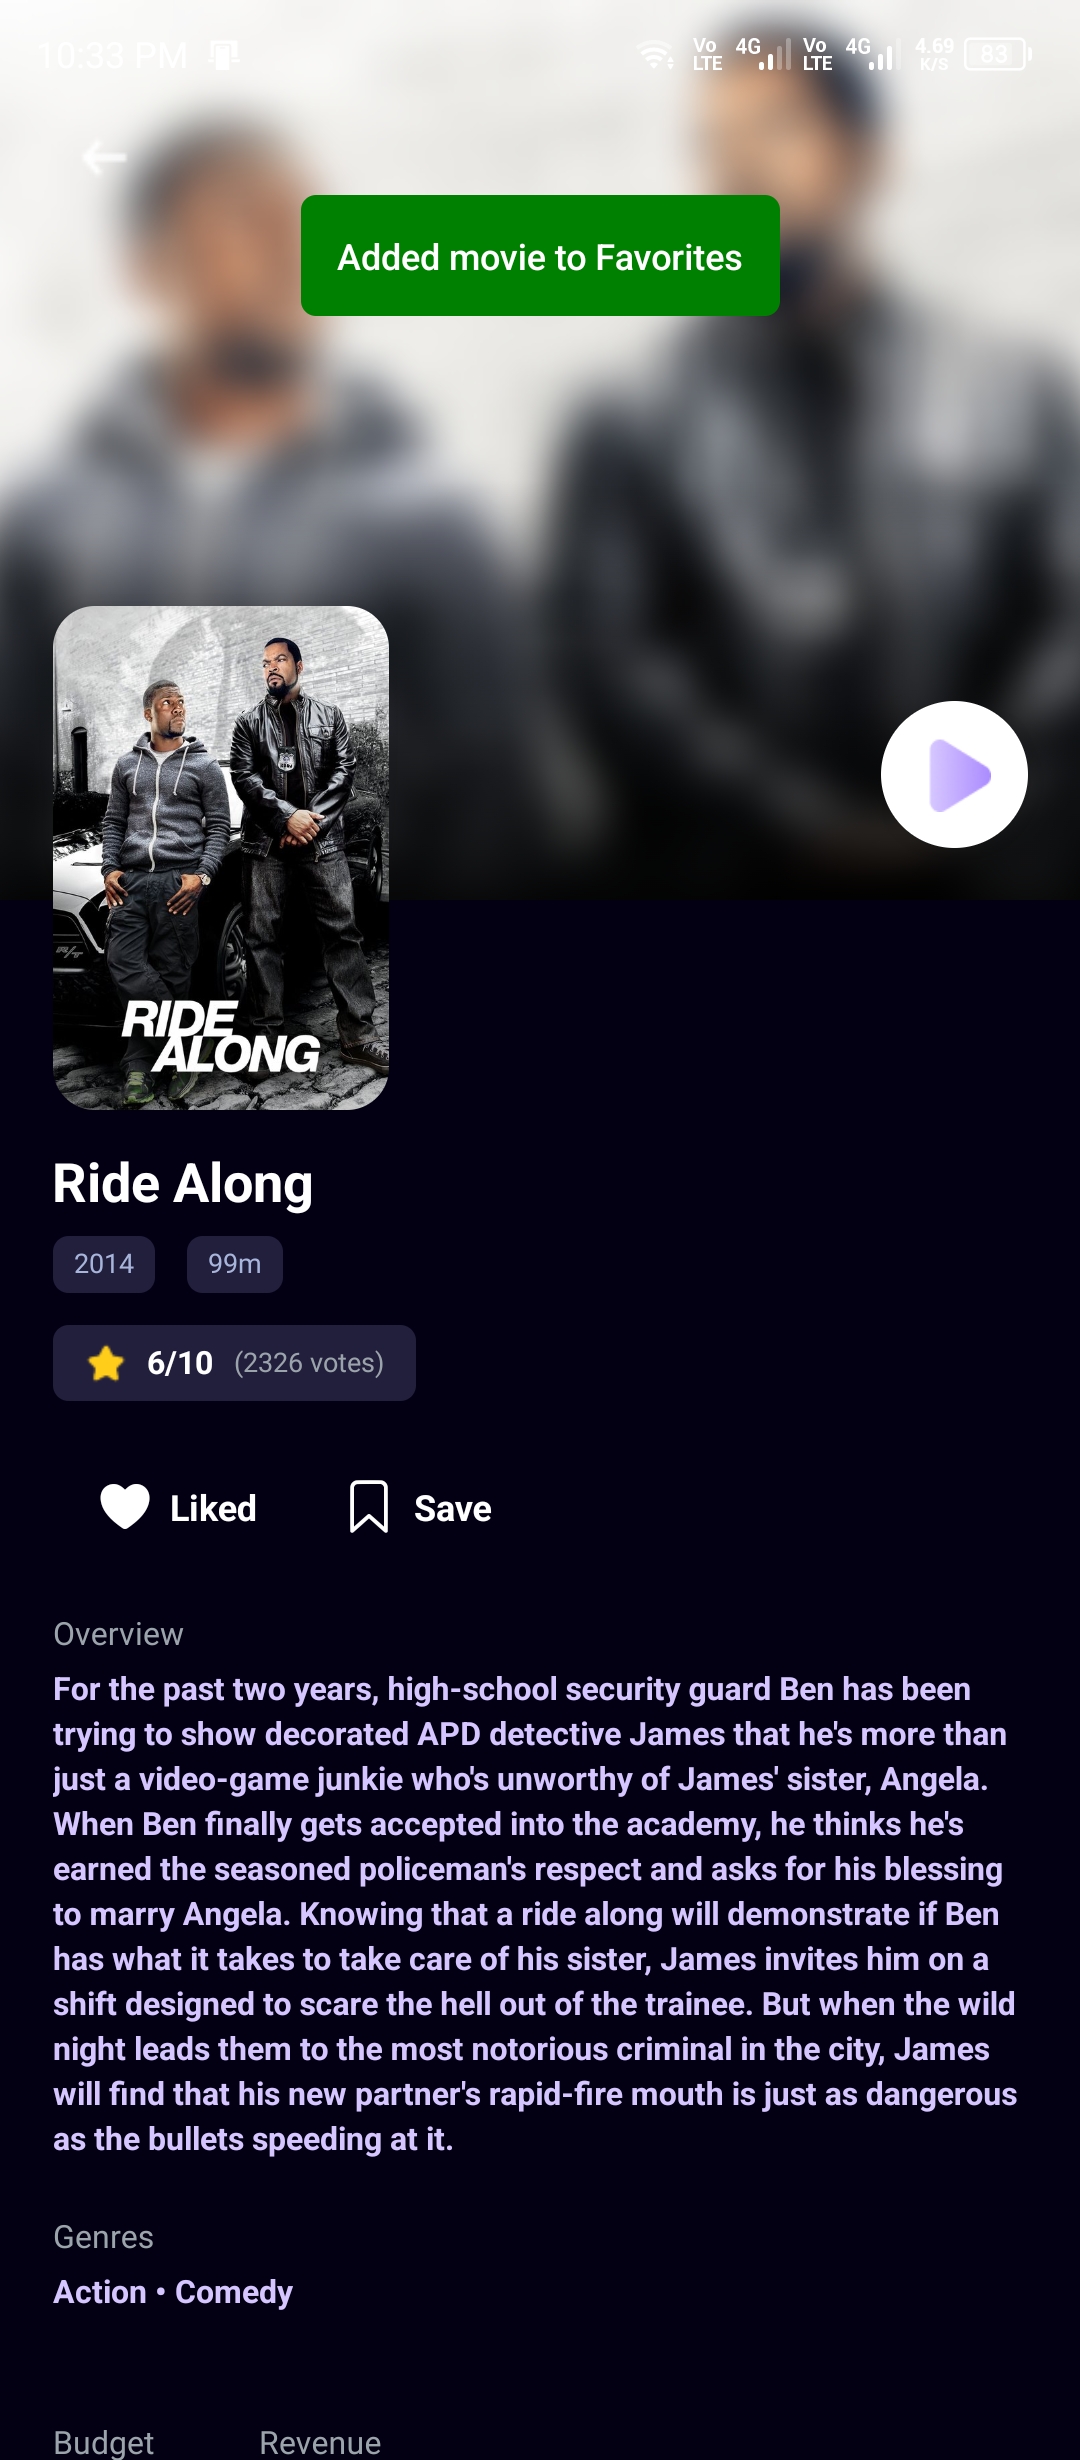 10:33 PM Vo LTE 4G Vo LTE 4G 4.69 K/S 83
Added movie to Favorites
R/T
RIDE
ALONG
Ride Along
2014 99m
6/10 (2326 votes)
Liked Save
Overview
For the past two years, high-school security guard Ben has been
trying to show decorated APD detective James that he's more than
just a video-game junkie who's unworthy of James' sister, Angela.
When Ben finally gets accepted into the academy, he thinks he's
earned the seasoned policeman's respect and asks for his blessing
to marry Angela. Knowing that a ride along will demonstrate if Ben
has what it takes to take care of his sister, James invites him on a
shift designed to scare the hell out of the trainee. But when the wild
night leads them to the most notorious criminal in the city, James
will find that his new partner's rapid-fire mouth is just as dangerous
as the bullets speeding at it.
Genres
Action • Comedy
Budget Revenue